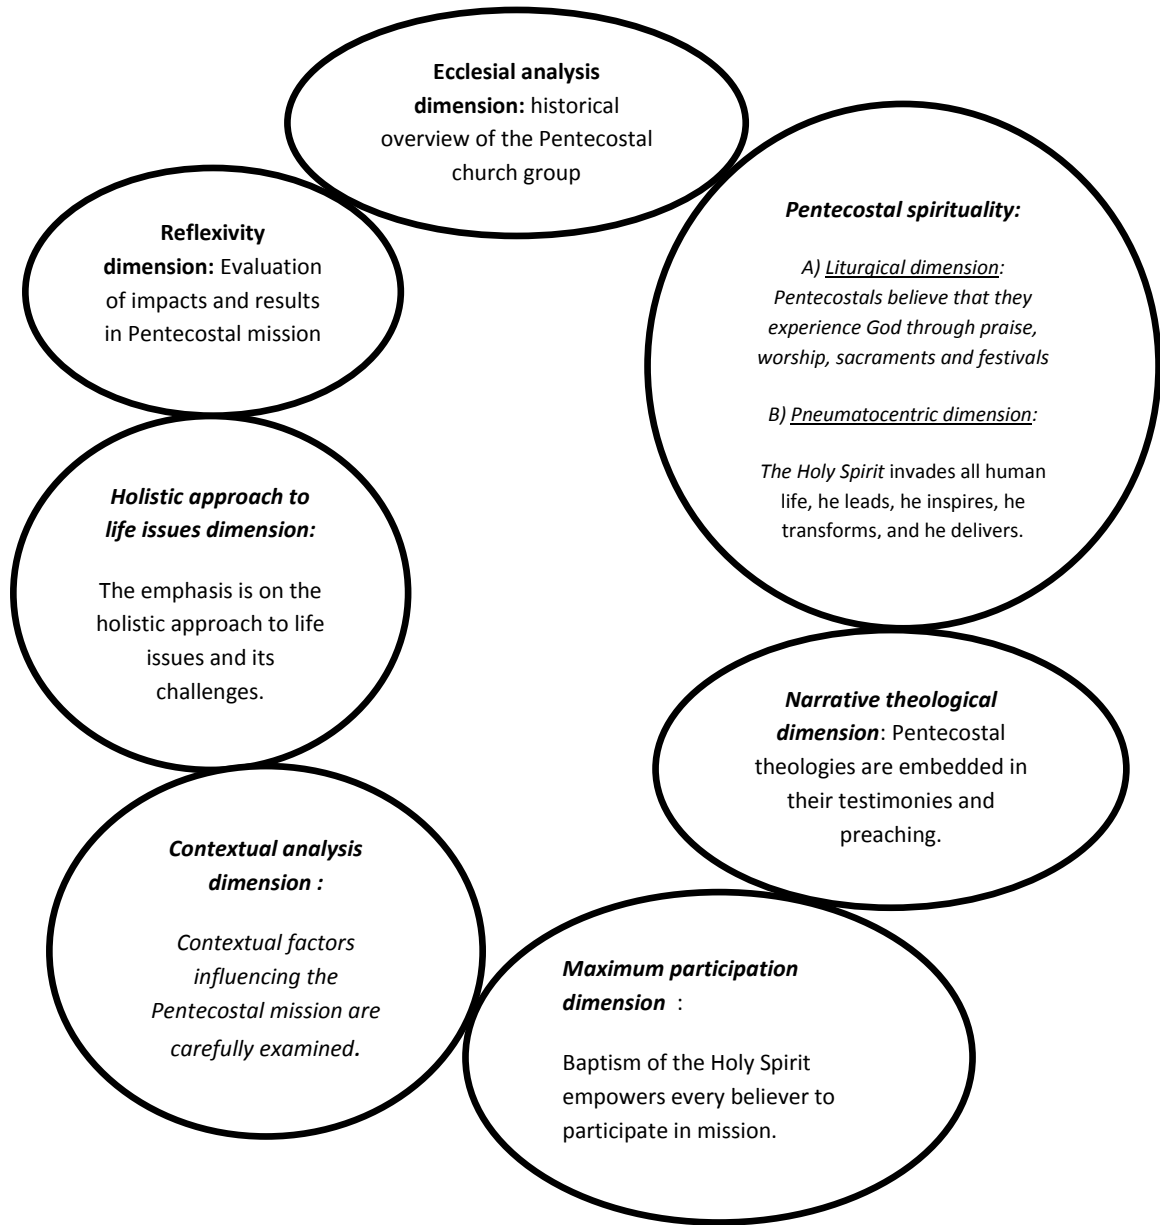 Ecclesial analysis
dimension: historical
overview of the Pentecostal
church group
Pentecostal spirituality:
A) Liturgical dimension:
Pentecostals believe that they
experience God through praise,
worship, sacraments and festivals
B) Pneumatocentric dimension:
The Holy Spirit invades all human
life, he leads, he inspires, he
transforms, and he delivers.
Narrative theological
dimension: Pentecostal
theologies are embedded in
their testimonies and
preaching.
Maximum participation
dimension :
Baptism of the Holy Spirit
empowers every believer to
participate in mission.
Contextual analysis
dimension :
Contextual factors
influencing the
Pentecostal mission are
carefully examined.
Holistic approach to
life issues dimension:
The emphasis is on the
holistic approach to life
issues and its
challenges.
Reflexivity
dimension: Evaluation
of impacts and results
in Pentecostal mission